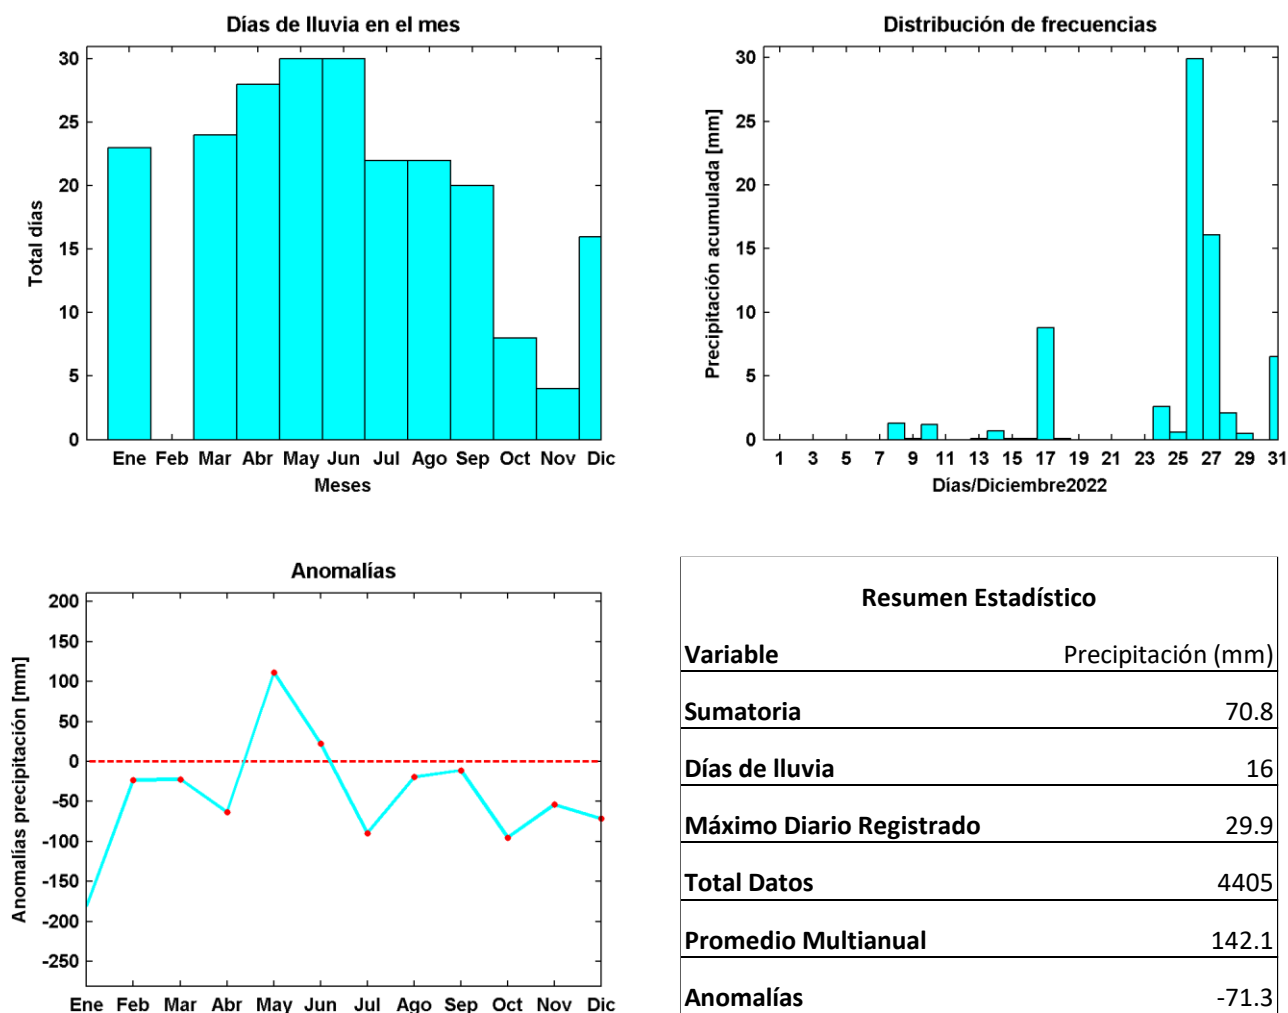 Días de lluvia en el mes
30
25
20
15
10
5
0
Total días
Ene Feb Mar Abr May Jun Jul Ago Sep Oct Nov Dic
Meses
Distribución de frecuencias
30
25
20
15
10
5
0
Precipitación acumulada [mm]
1 3 5 7 9 11 13 15 17 19 21 23 25 27 29 31
Días/Diciembre2022
Anomalías
200
150
100
50
0
-50
-100
-150
-200
-250
Anomalías precipitación [mm]
Ene Feb Mar Abr May Jun Jul Ago Sep Oct Nov Dic
Resumen Estadístico
Variable Precipitación (mm)
Sumatoria 70.8
Días de lluvia 16
Máximo Diario Registrado 29.9
Total Datos 4405
Promedio Multianual 142.1
Anomalías -71.3